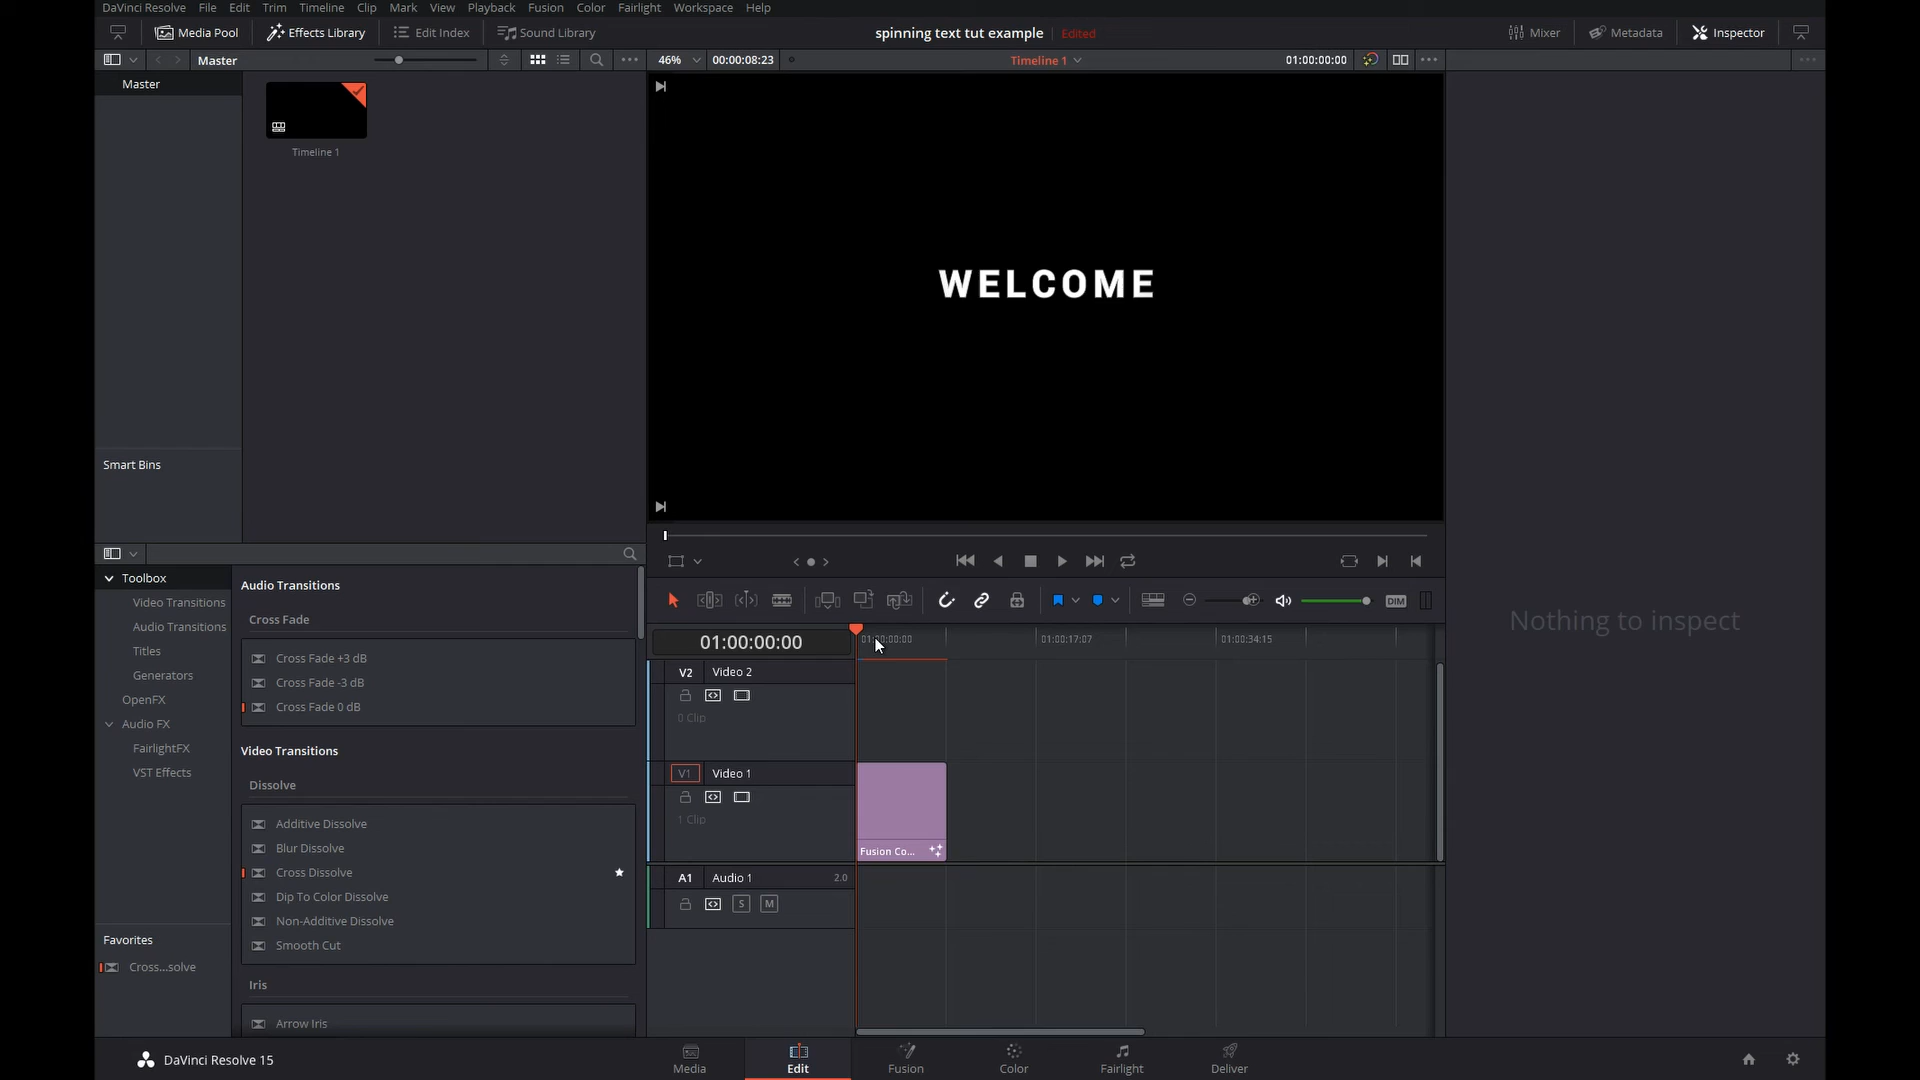 DaVinci Resolve File Edit Trim Timeline Clip Mark View Playback Fusion Color Fairlight Workspace Help
Media Pool Effects Library Edit Index Sound Library spinning text tut example Edited Mixer Metadata Inspector
Master 46% 00:00:08:23 Timeline 1 01:00:00:00
Master
Timeline 1
WELCOME
Smart Bins
Toolbox
Video Transitions
Audio Transitions
Titles
Generators
OpenFX
Audio FX
FairlightFX
VST Effects
Favorites
Cross...solve
Audio Transitions
Cross Fade
Cross Fade +3 dB
Cross Fade -3 dB
Cross Fade 0 dB
Video Transitions
Dissolve
Additive Dissolve
Blur Dissolve
Cross Dissolve
Dip To Color Dissolve
Non-Additive Dissolve
Smooth Cut
Iris
Arrow Iris
DIM
01:00:00:00 01:00:00:00 01:00:17:07 01:00:34:15
V2 Video 2
0 Clip
V1 Video 1
1 Clip
Fusion Co...
A1 Audio 1 2.0
S M
Nothing to inspect
DaVinci Resolve 15
Media Edit Fusion Color Fairlight Deliver